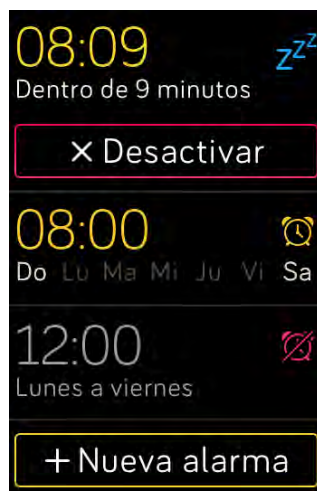 08:09 zzz
Dentro de 9 minutos
× Desactivar
08:00
Do Lu Ma Mi Ju Vi Sa
12:00
Lunes a viernes
+ Nueva alarma